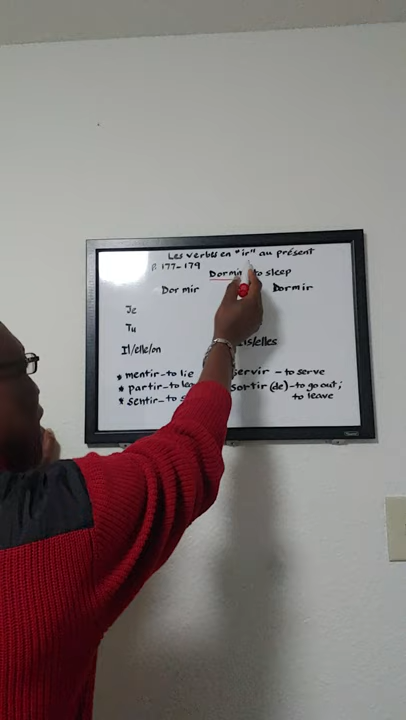 Les verbes en "ir" au présent
P. 177-179
Dormir to sleep
Dormir Dormir
Je
Tu
Il/elle/on ils/elles
* mentir - to lie servir - to serve
* partir - to sortir (de) - to go out;
* sentir - to to leave